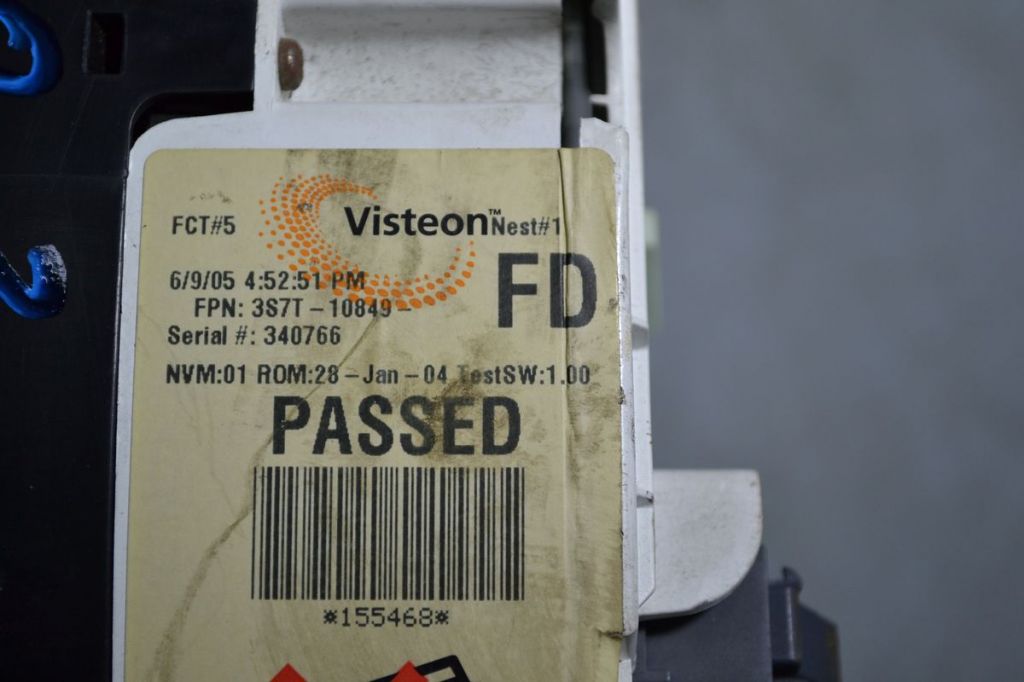 FCT#5 Visteon™ Nest#1
6/9/05 4:52:51 PM
FD
FPN: 3S7T-10849-
Serial #: 340766
NVM:01 ROM:28-Jan-04 TestSW:1.00
PASSED
*155468*